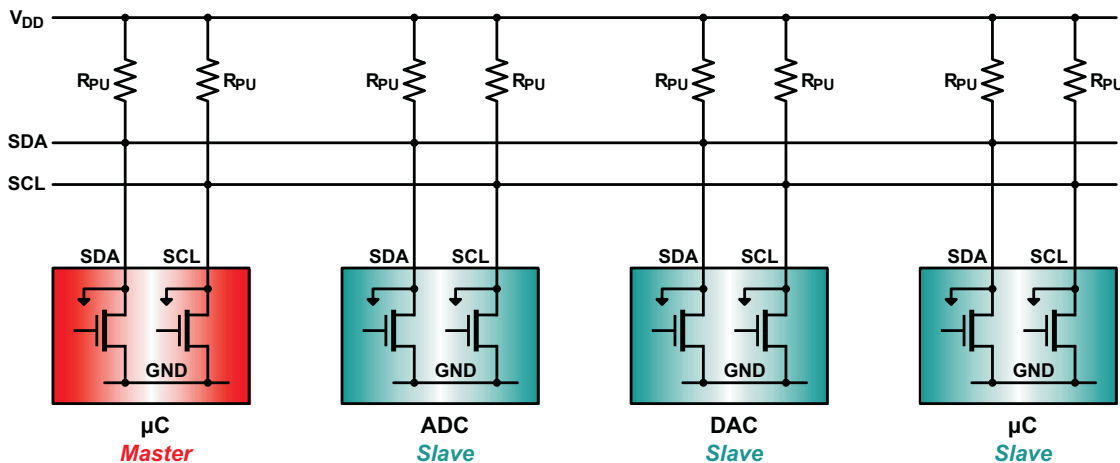 VDD
RPU RPU RPU RPU RPU RPU RPU RPU
SDA
SCL
SDA SCL SDA SCL SDA SCL SDA SCL
GND GND GND GND
µC ADC DAC µC
Master Slave Slave Slave